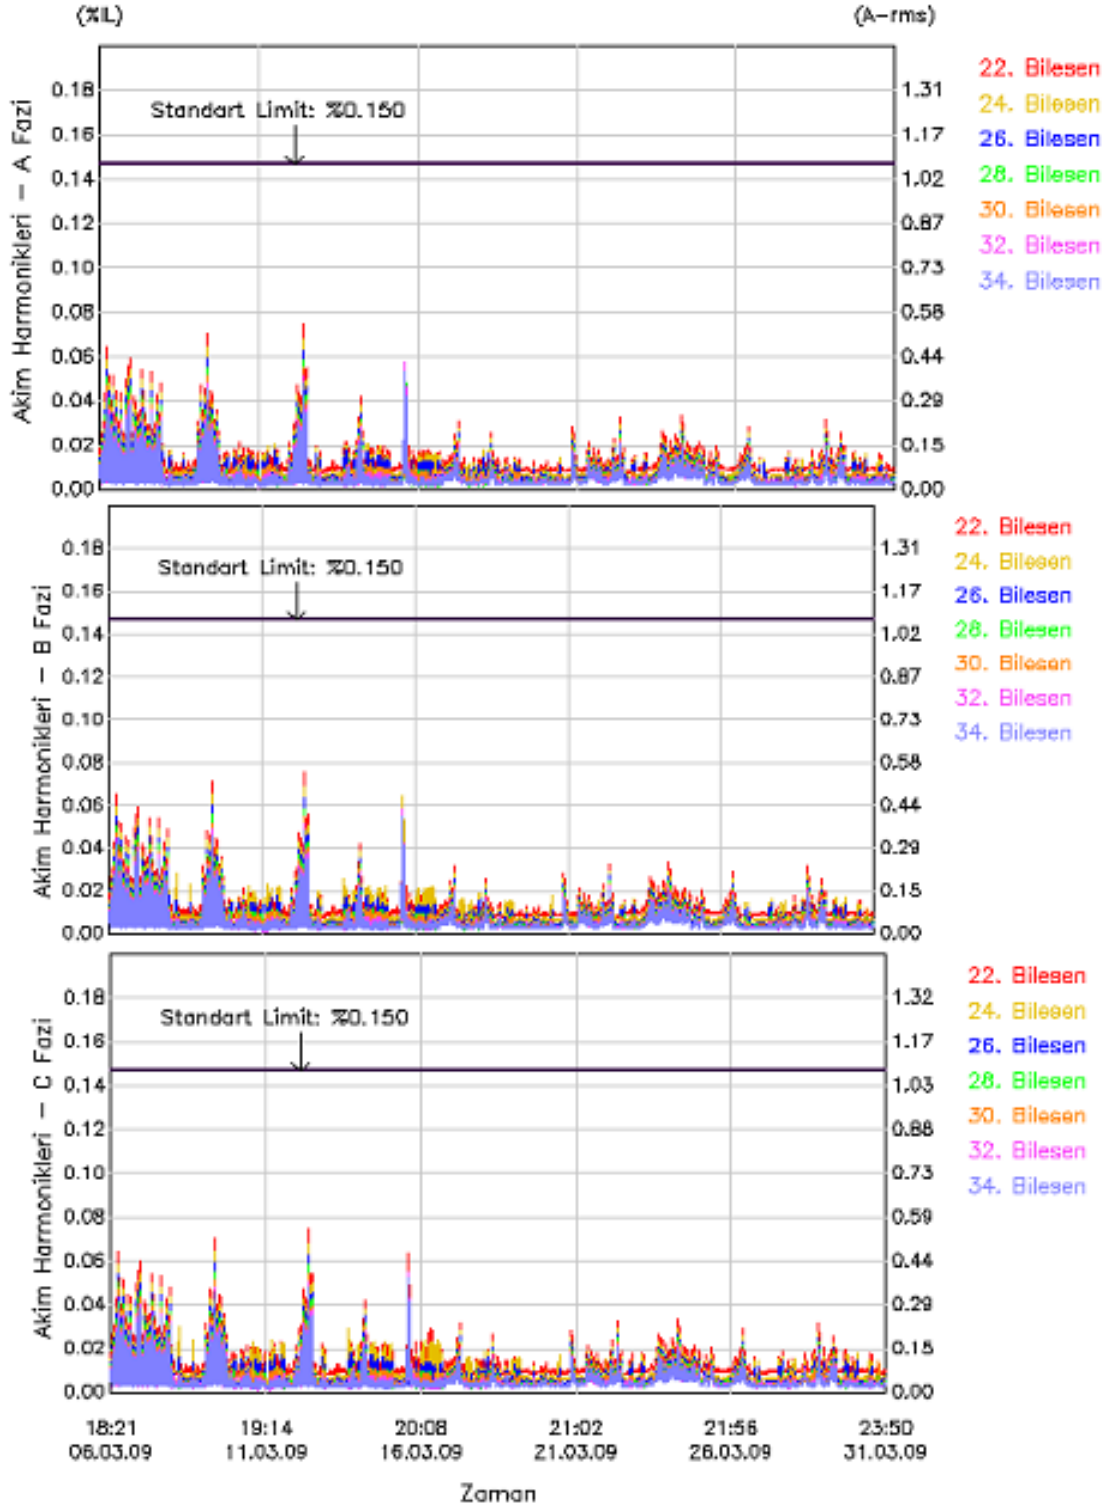 (%IL) (A-rms)
Akim Harmonikleri - A Fazi
Standart Limit: %0.150
0.18
0.16
0.14
0.12
0.10
0.08
0.06
0.04
0.02
0.00
1.31
1.17
1.02
0.87
0.73
0.58
0.44
0.29
0.15
0.00
22. Bilesen
24. Bilesen
26. Bilesen
28. Bilesen
30. Bilesen
32. Bilesen
34. Bilesen
Akim Harmonikleri - B Fazi
Standart Limit: %0.150
0.18
0.16
0.14
0.12
0.10
0.08
0.06
0.04
0.02
0.00
1.31
1.17
1.02
0.87
0.73
0.58
0.44
0.29
0.15
0.00
22. Bilesen
24. Bilesen
26. Bilesen
28. Bilesen
30. Bilesen
32. Bilesen
34. Bilesen
Akim Harmonikleri - C Fazi
Standart Limit: %0.150
0.18
0.16
0.14
0.12
0.10
0.08
0.06
0.04
0.02
0.00
1.32
1.17
1.03
0.88
0.73
0.59
0.44
0.29
0.15
0.00
22. Bilesen
24. Bilesen
26. Bilesen
28. Bilesen
30. Bilesen
32. Bilesen
34. Bilesen
18:21 19:14 20:08 21:02 21:56 23:50
06.03.09 11.03.09 16.03.09 21.03.09 26.03.09 31.03.09
Zaman